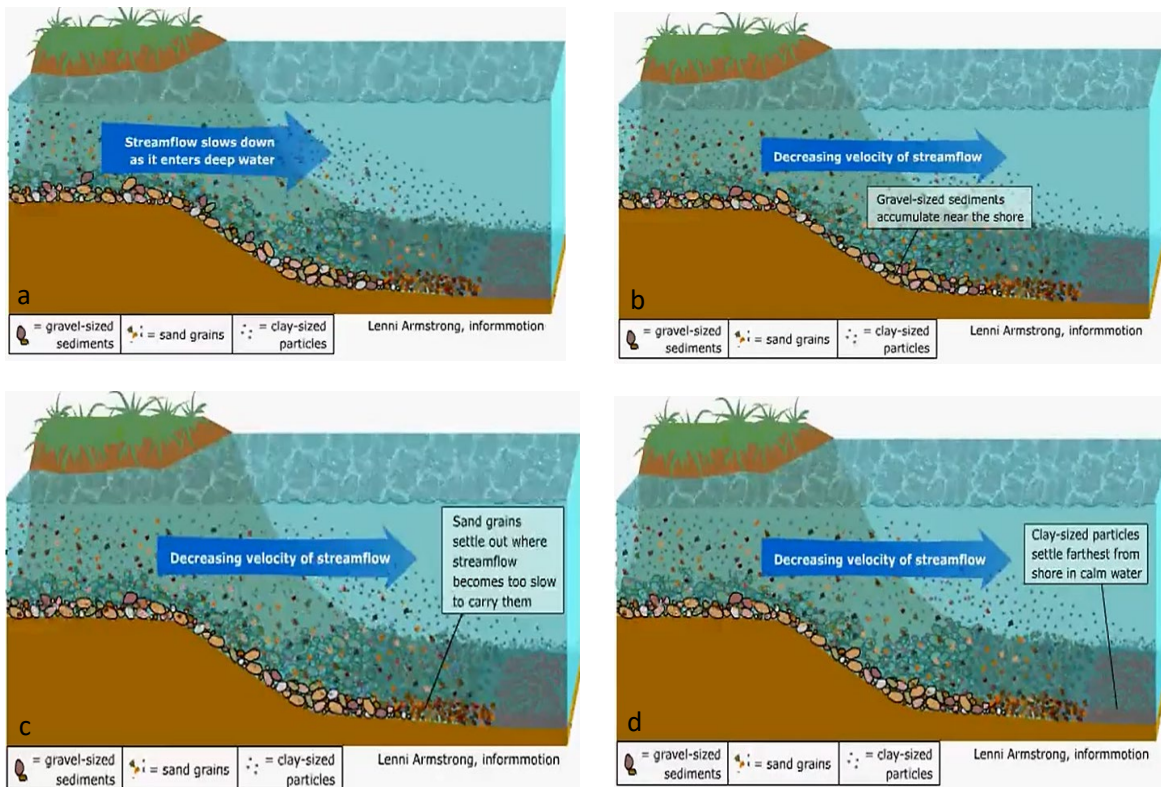 Streamflow slows down
as it enters deep water
a
= gravel-sized
sediments
= sand grains
= clay-sized
particles
Lenni Armstrong, informmotion
Decreasing velocity of streamflow
Gravel-sized sediments
accumulate near the shore
b
= gravel-sized
sediments
= sand grains
= clay-sized
particles
Lenni Armstrong, informmotion
Decreasing velocity of streamflow
Sand grains
settle out where
streamflow
becomes too slow
to carry them
c
= gravel-sized
sediments
= sand grains
= clay-sized
particles
Lenni Armstrong, informmotion
Decreasing velocity of streamflow
Clay-sized particles
settle farthest from
shore in calm water
d
= gravel-sized
sediments
= sand grains
= clay-sized
particles
Lenni Armstrong, informmotion